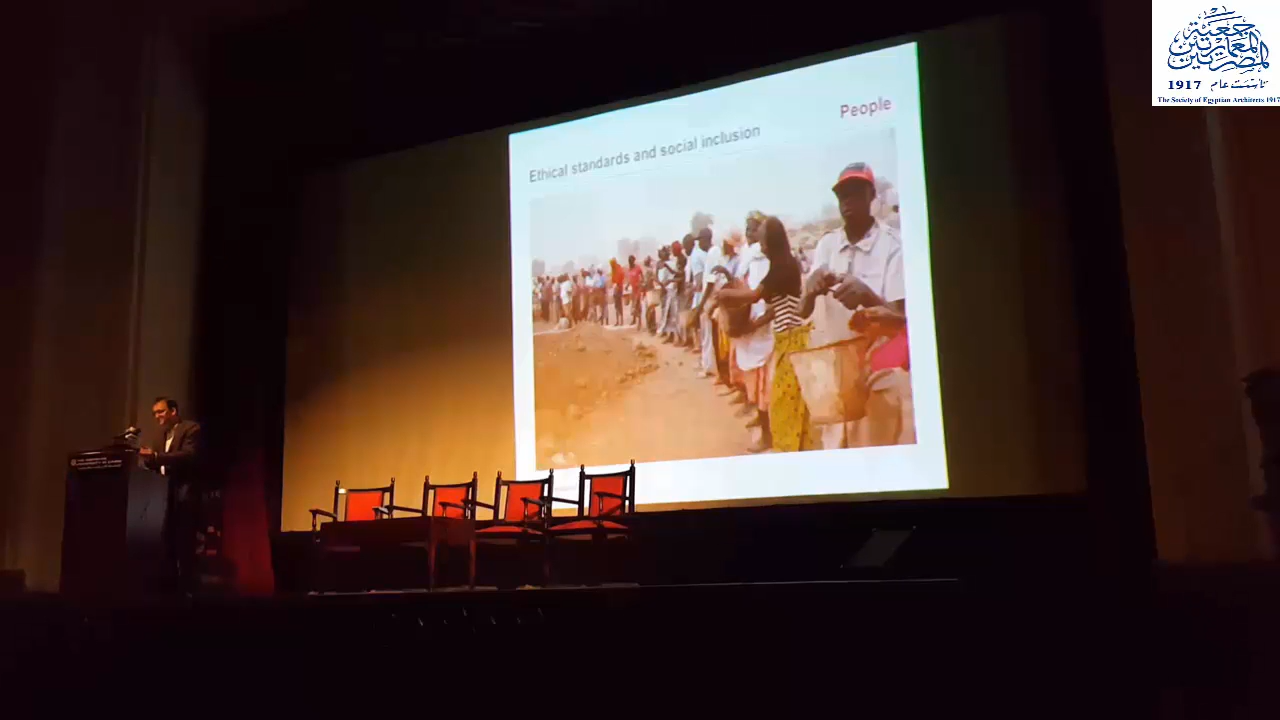 People
Ethical standards and social inclusion
جمعية
المعماريين
المصريين
1917 تأسست عام
The Society of Egyptian Architects 1917